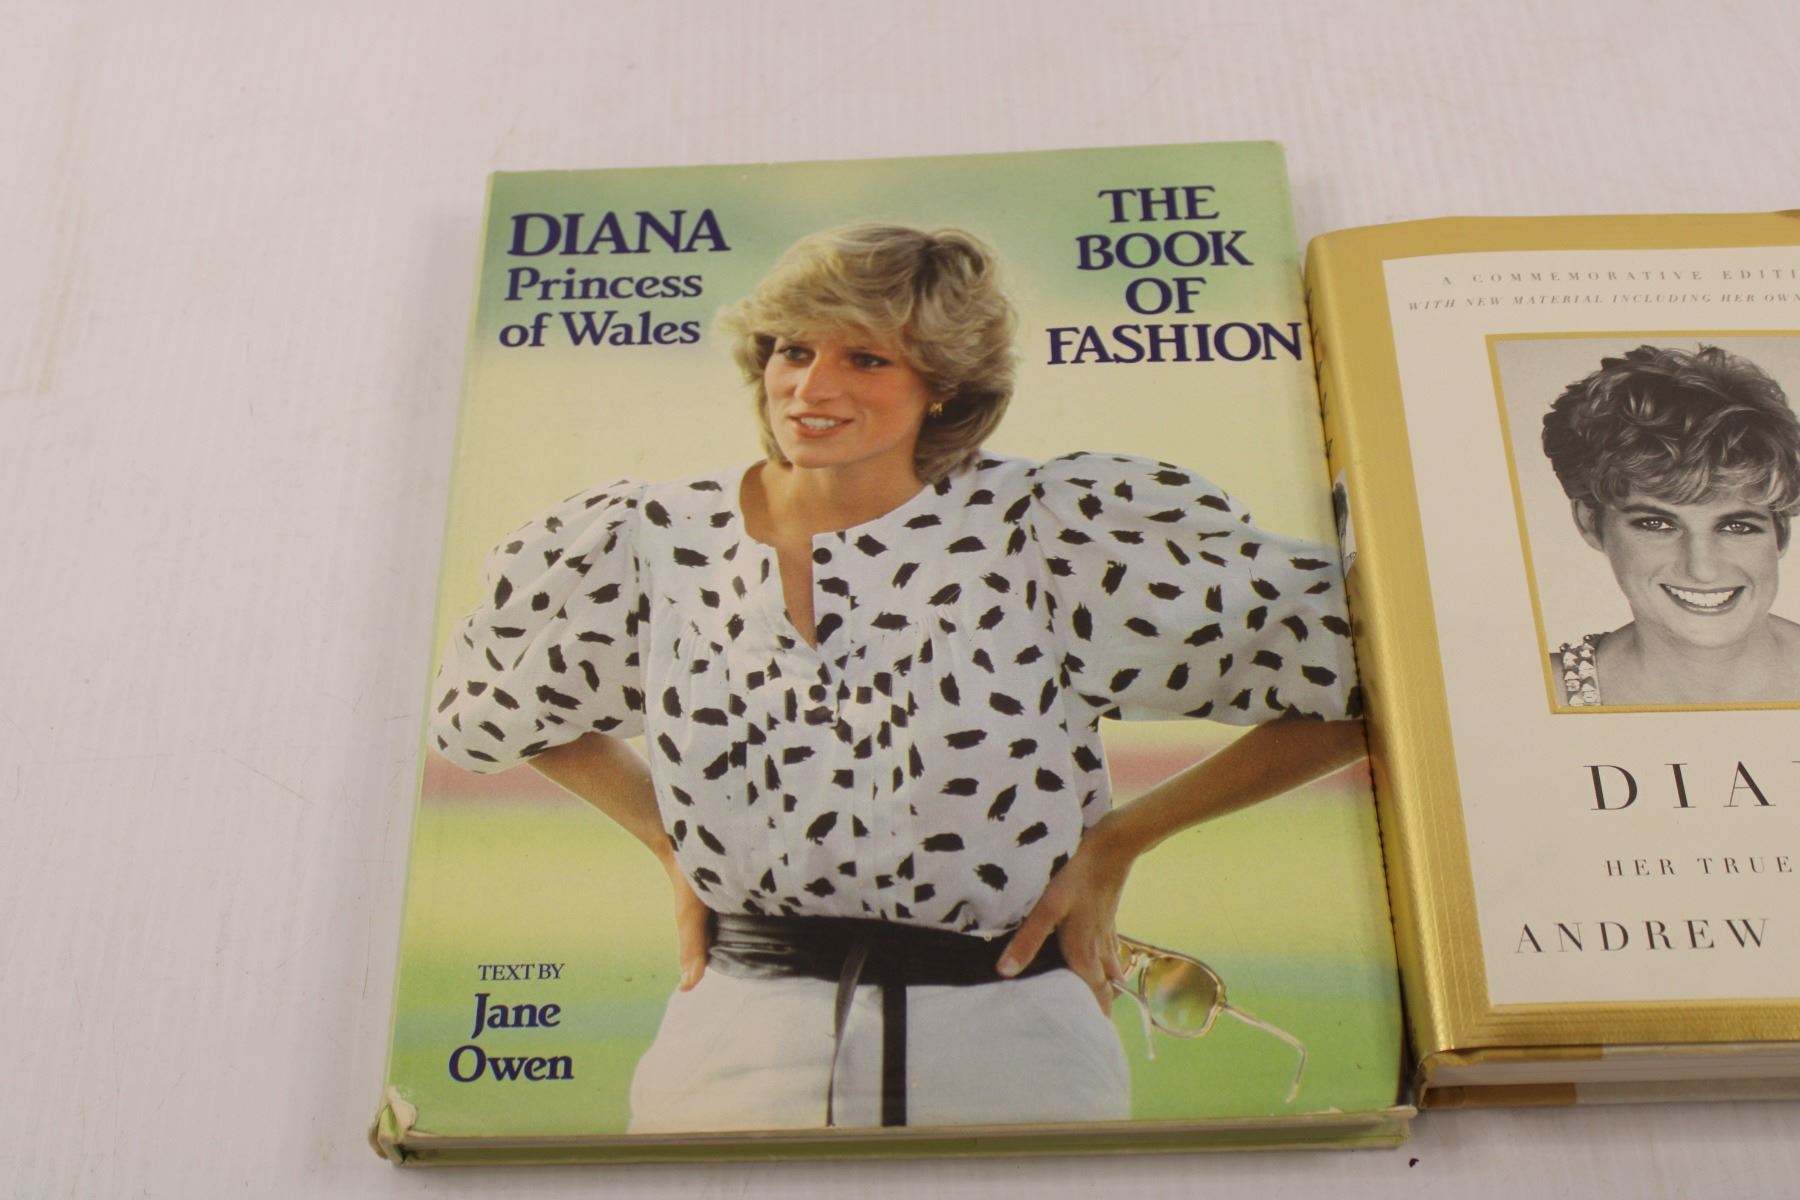 DIANA
Princess
of Wales
THE
BOOK
OF
FASHION
TEXT BY
Jane
Owen
A COMMEMORATIVE EDITI
WITH NEW MATERIAL INCLUDING HER OWN
DIA
HER TRUE
ANDREW